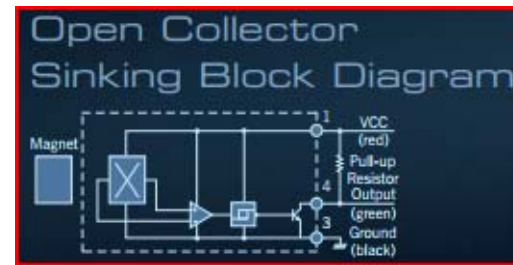 Open Collector
Sinking Block Diagram
Magnet
1
VCC
(red)
Pull-up
Resistor
4
Output
(green)
3
Ground
(black)